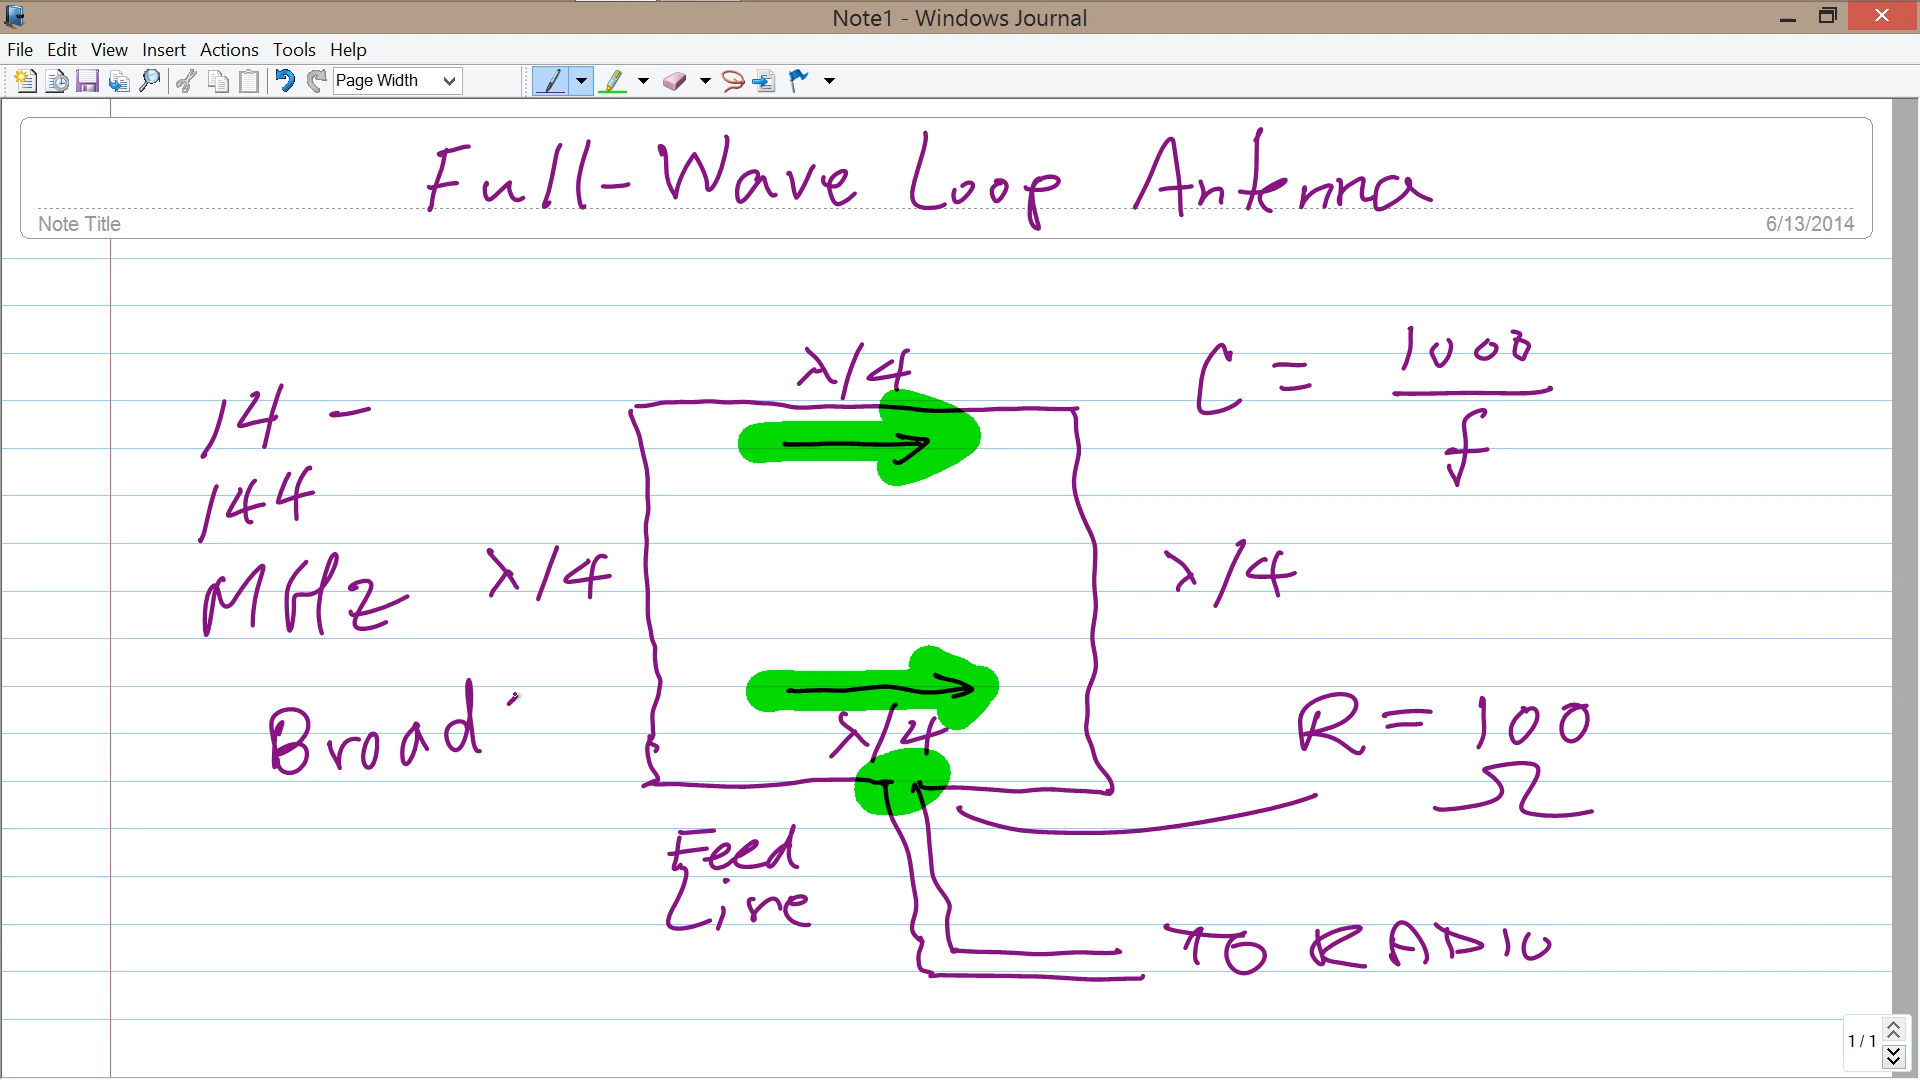 Note1 - Windows Journal
File Edit View Insert Actions Tools Help
Page Width
Full-Wave Loop Antenna
Note Title
6/13/2014
λ/4
C = 1000
f
14 -
144
MHz
λ/4
λ/4
Broad
λ/4
R = 100
Ω
Feed
Line
TO RADIO
1 / 1